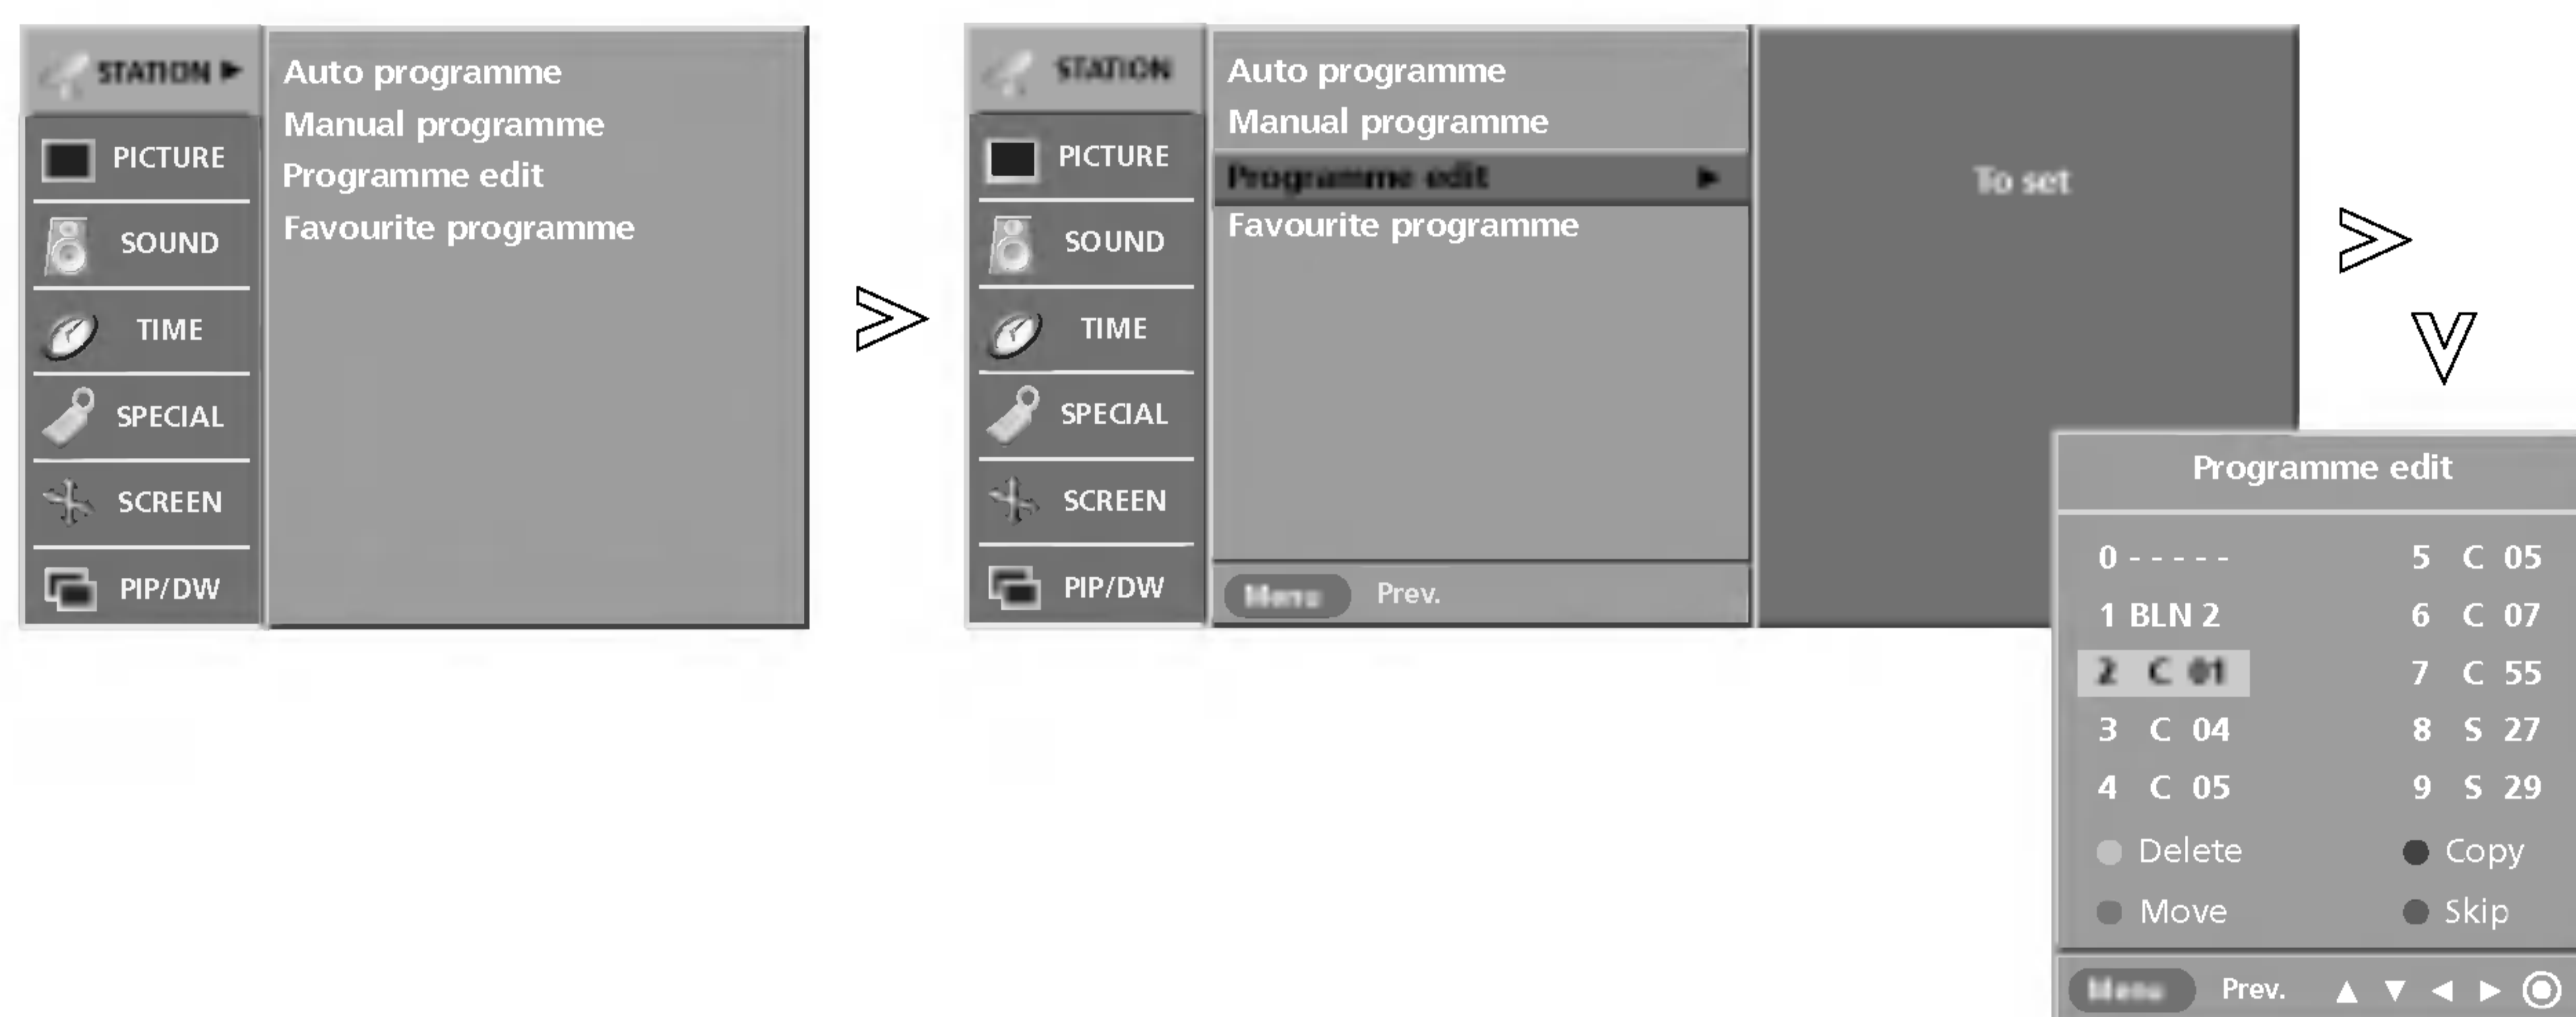 STATION ►
PICTURE
SOUND
TIME
SPECIAL
SCREEN
PIP/DW
Auto programme
Manual programme
Programme edit
Favourite programme
STATION
PICTURE
SOUND
TIME
SPECIAL
SCREEN
PIP/DW
Auto programme
Manual programme
Programme edit ►
Favourite programme
Menu Prev.
To set
Programme edit
0 - - - - - 5 C 05
1 BLN 2 6 C 07
2 C 01 7 C 55
3 C 04 8 S 27
4 C 05 9 S 29
Delete Copy
Move Skip
Menu Prev. ▲ ▼ ◄ ►